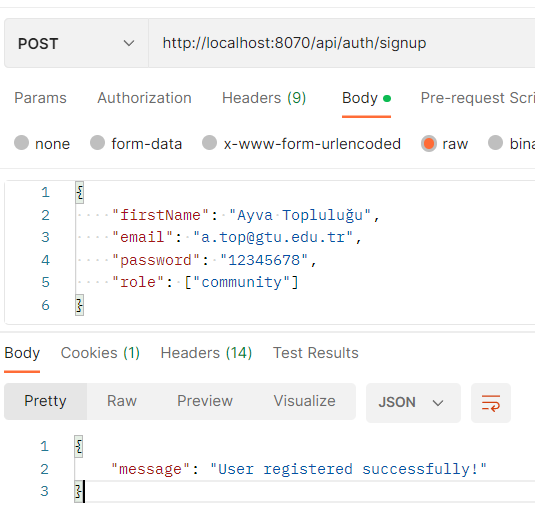 POST http://localhost:8070/api/auth/signup
Params Authorization Headers (9) Body Pre-request Scri
none form-data x-www-form-urlencoded raw bina
1 {
2 "firstName": "Ayva Topluluğu",
3 "email": "a.top@gtu.edu.tr",
4 "password": "12345678",
5 "role": ["community"]
6 }
Body Cookies (1) Headers (14) Test Results
Pretty Raw Preview Visualize JSON
1 {
2 "message": "User registered successfully!"
3 }